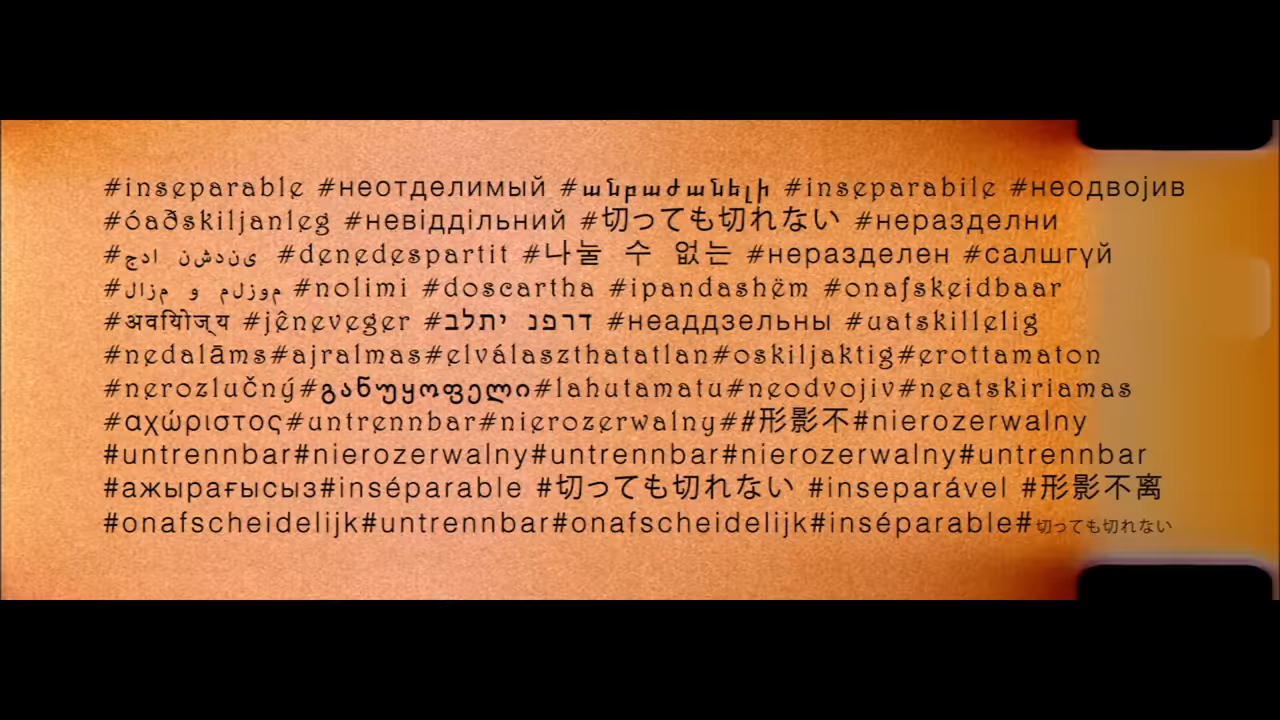 #inseparable #неотделимый #անբաժանելի #inseparabile #неодвојив
#óaðskiljanleg #невіддільний #切っても切れない #неразделни
#جدا نشدنی #denedespartit #나눌 수 없는 #неразделен #салшгүй
#لازم و ملزوم #nolimi #doscartha #ipandashëm #onafskeidbaar
#अवियोज्य #jêneveger #בלתי נפרד #неаддзельны #uatskillelig
#nedalāms#ajralmas#elválaszthatatlan#oskiljaktig#erottamaton
#nerozlučný#განუყოფელი#lahutamatu#neodvojiv#neatskiriamas
#αχώριστος#untrennbar#nierozerwalny##形影不#nierozerwalny
#untrennbar#nierozerwalny#untrennbar#nierozerwalny#untrennbar
#ажырағысыз#inséparable #切っても切れない #inseparável #形影不离
#onafscheidelijk#untrennbar#onafscheidelijk#inséparable#切っても切れない